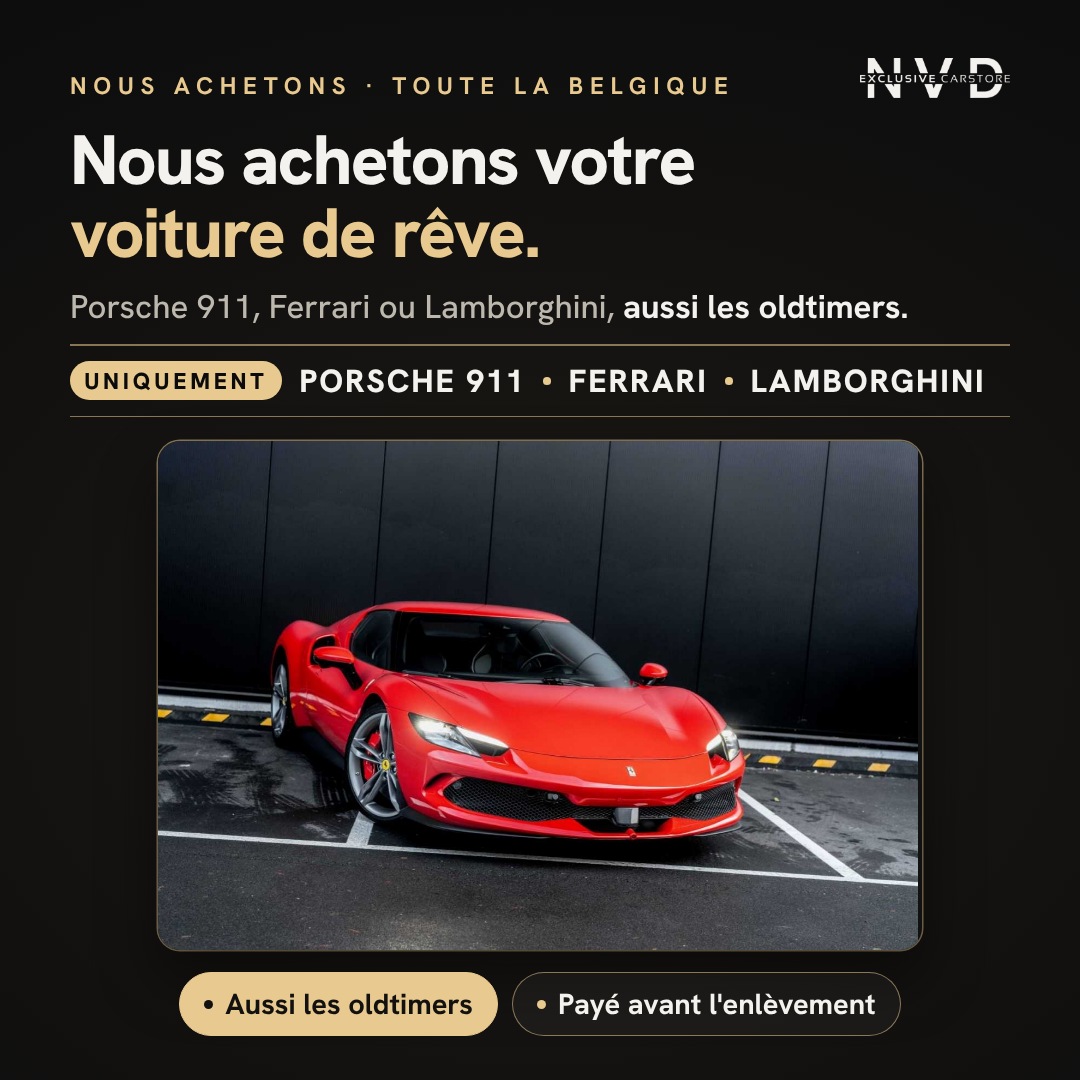 NOUS ACHETONS · TOUTE LA BELGIQUE
NVD
EXCLUSIVE CARSTORE
Nous achetons votre
voiture de rêve.
Porsche 911, Ferrari ou Lamborghini, aussi les oldtimers.
UNIQUEMENT PORSCHE 911 • FERRARI • LAMBORGHINI
• Aussi les oldtimers
• Payé avant l'enlèvement